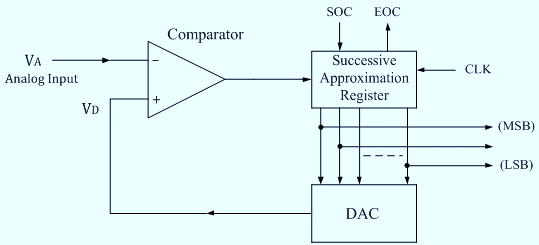 SOC EOC
Comparator
VA
Analog Input
−
+
VD
Successive
Approximation
Register
CLK
(MSB)
(LSB)
DAC